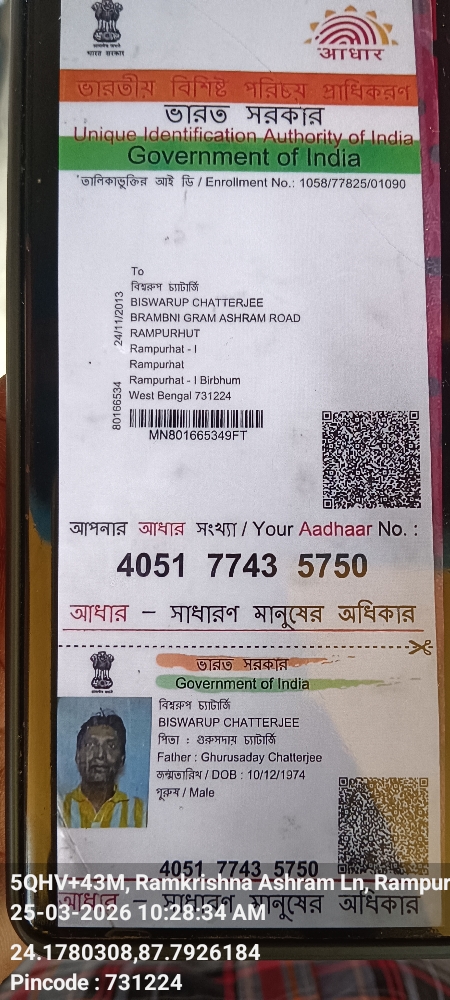 ভারত সরকার
আধার
ভারতীয় বিশিষ্ট পরিচয় প্রাধিকরণ
ভারত সরকার
Unique Identification Authority of India
Government of India
তালিকাভুক্তির আই ডি / Enrollment No.: 1058/77825/01090
To
বিশ্বরুপ চ্যাটার্জি
BISWARUP CHATTERJEE
BRAMBNI GRAM ASHRAM ROAD
RAMPURHUT
Rampurhat - I
Rampurhat
Rampurhat - I Birbhum
West Bengal 731224
24/11/2013
80166534
MN801665349FT
আপনার আধার সংখ্যা / Your Aadhaar No. :
4051 7743 5750
আধার – সাধারণ মানুষের অধিকার
ভারত সরকার
Government of India
বিশ্বরুপ চ্যাটার্জি
BISWARUP CHATTERJEE
পিতা : গুরুসদায় চ্যাটার্জি
Father : Ghurusaday Chatterjee
জন্মতারিখ / DOB : 10/12/1974
পুরুষ / Male
4051 7743 5750
আধার – সাধারণ মানুষের অধিকার
5QHV+43M, Ramkrishna Ashram Ln, Rampur
25-03-2026 10:28:34 AM
24.1780308,87.7926184
Pincode : 731224